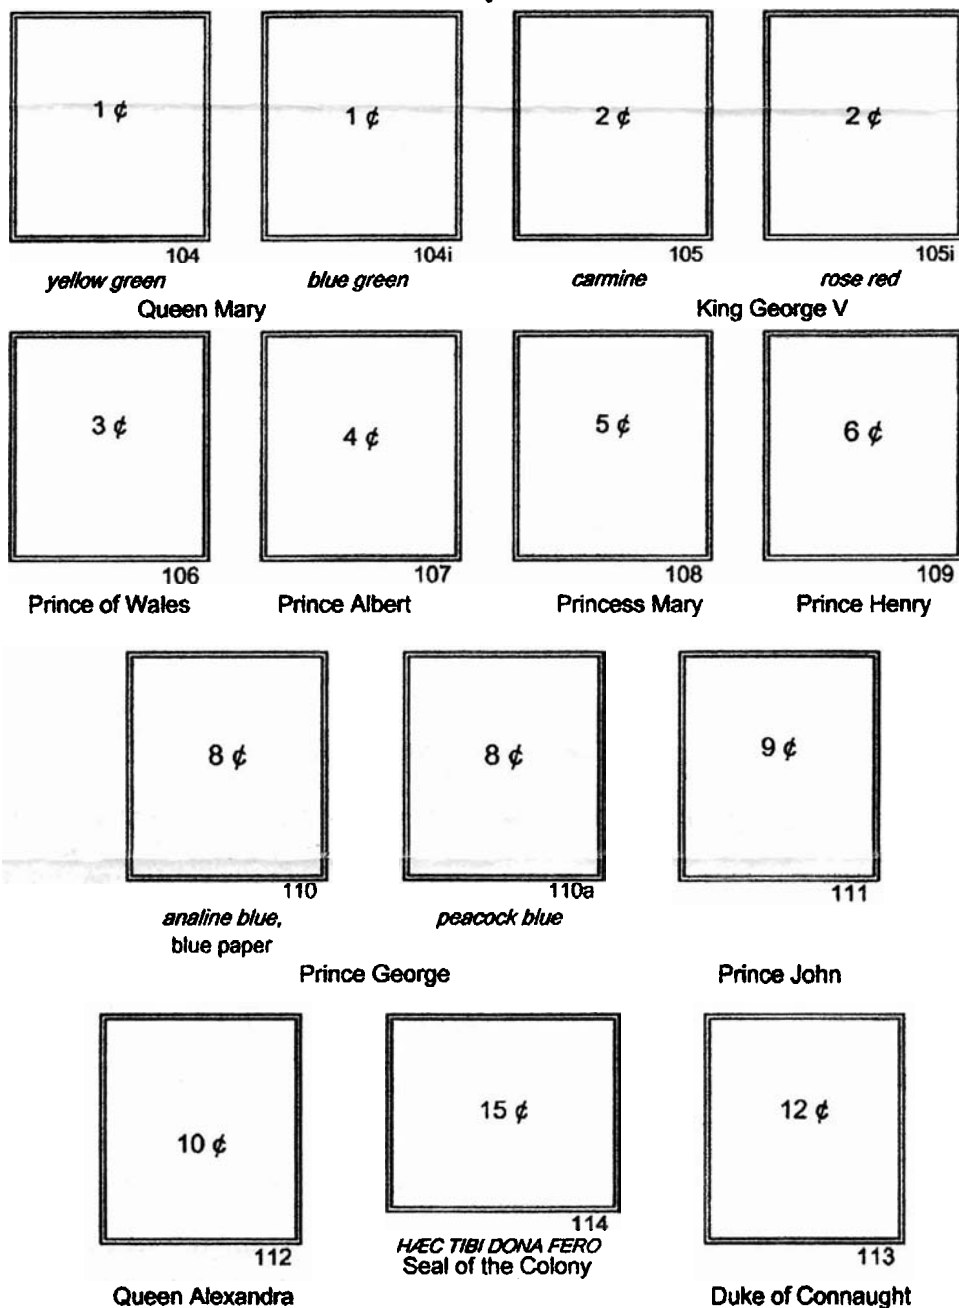 1 ¢ 1 ¢ 2 ¢ 2 ¢
104 104i 105 105i
yellow green blue green carmine rose red
Queen Mary King George V
3 ¢ 4 ¢ 5 ¢ 6 ¢
106 107 108 109
Prince of Wales Prince Albert Princess Mary Prince Henry
8 ¢ 8 ¢ 9 ¢
110 110a 111
analine blue, peacock blue
blue paper
Prince George Prince John
10 ¢ 15 ¢ 12 ¢
112 114 113
HÆC TIBI DONA FERO
Seal of the Colony
Queen Alexandra Duke of Connaught